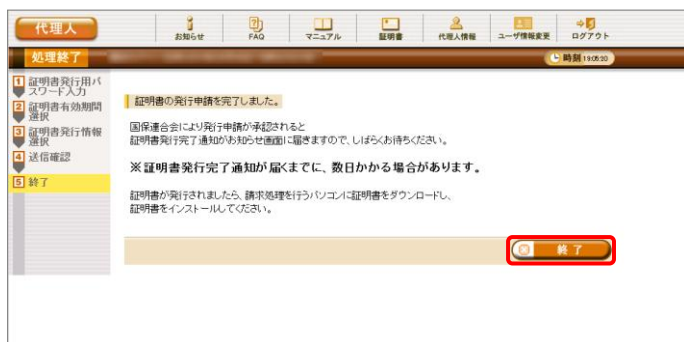 代理人
お知らせ
FAQ
マニュアル
証明書
代理人情報
ユーザ情報変更
ログアウト
処理終了
時刻 19:05:30
1 証明書発行用パ
スワード入力
2 証明書有効期間
選択
3 証明書発行情報
選択
4 送信確認
5 終了
証明書の発行申請を完了しました。
国保連合会により発行申請が承認されると
証明書発行完了通知がお知らせ画面に届きますので、しばらくお待ちください。
※証明書発行完了通知が届くまでに、数日かかる場合があります。
証明書が発行されましたら、請求処理を行うパソコンに証明書をダウンロードし、
証明書をインストールしてください。
終了